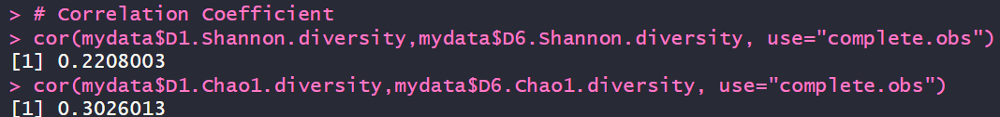 > # Correlation Coefficient
> cor(mydata$D1.Shannon.diversity,mydata$D6.Shannon.diversity, use="complete.obs")
[1] 0.2208003
> cor(mydata$D1.Chao1.diversity,mydata$D6.Chao1.diversity, use="complete.obs")
[1] 0.3026013